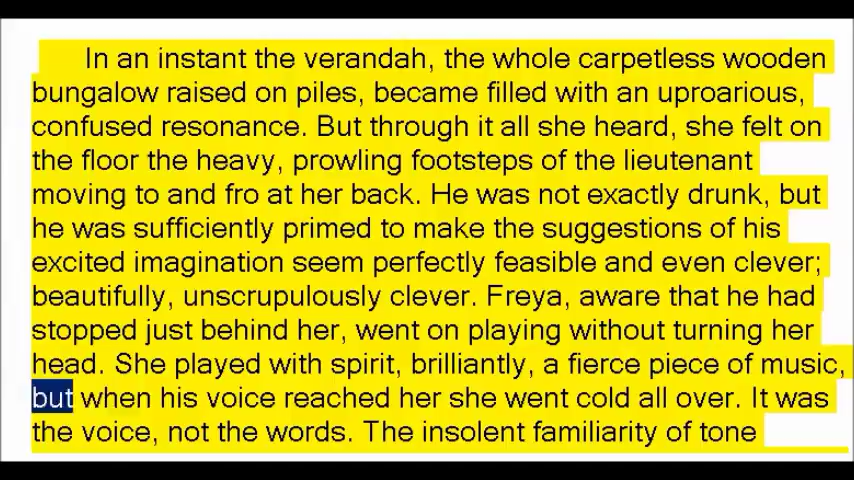 In an instant the verandah, the whole carpetless wooden
bungalow raised on piles, became filled with an uproarious,
confused resonance. But through it all she heard, she felt on
the floor the heavy, prowling footsteps of the lieutenant
moving to and fro at her back. He was not exactly drunk, but
he was sufficiently primed to make the suggestions of his
excited imagination seem perfectly feasible and even clever;
beautifully, unscrupulously clever. Freya, aware that he had
stopped just behind her, went on playing without turning her
head. She played with spirit, brilliantly, a fierce piece of music,
but when his voice reached her she went cold all over. It was
the voice, not the words. The insolent familiarity of tone